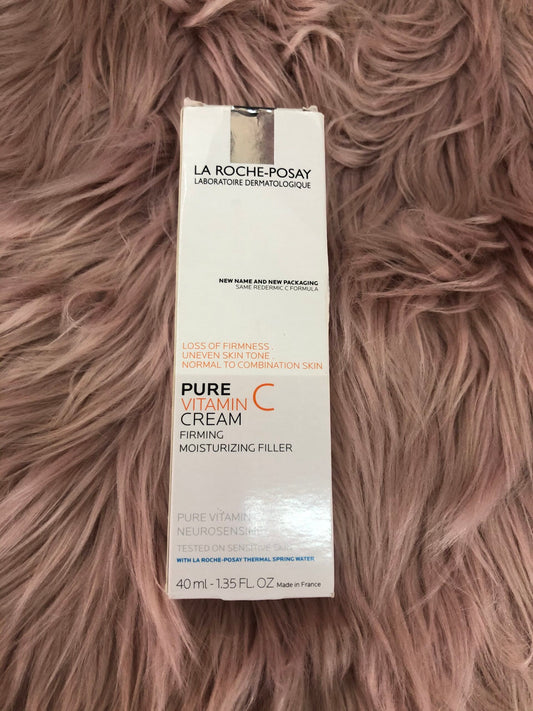 LA ROCHE-POSAY
LABORATOIRE DERMATOLOGIQUE
NEW NAME AND NEW PACKAGING
SAME REDERMIC C FORMULA
LOSS OF FIRMNESS .
UNEVEN SKIN TONE .
NORMAL TO COMBINATION SKIN
PURE
VITAMIN C
CREAM
FIRMING
MOISTURIZING FILLER
PURE VITAMIN
TESTED ON SENSITIVE
WITH LA ROCHE-POSAY THERMAL SPRING WATER
40 ml - 1.35 FL. OZ Made in France